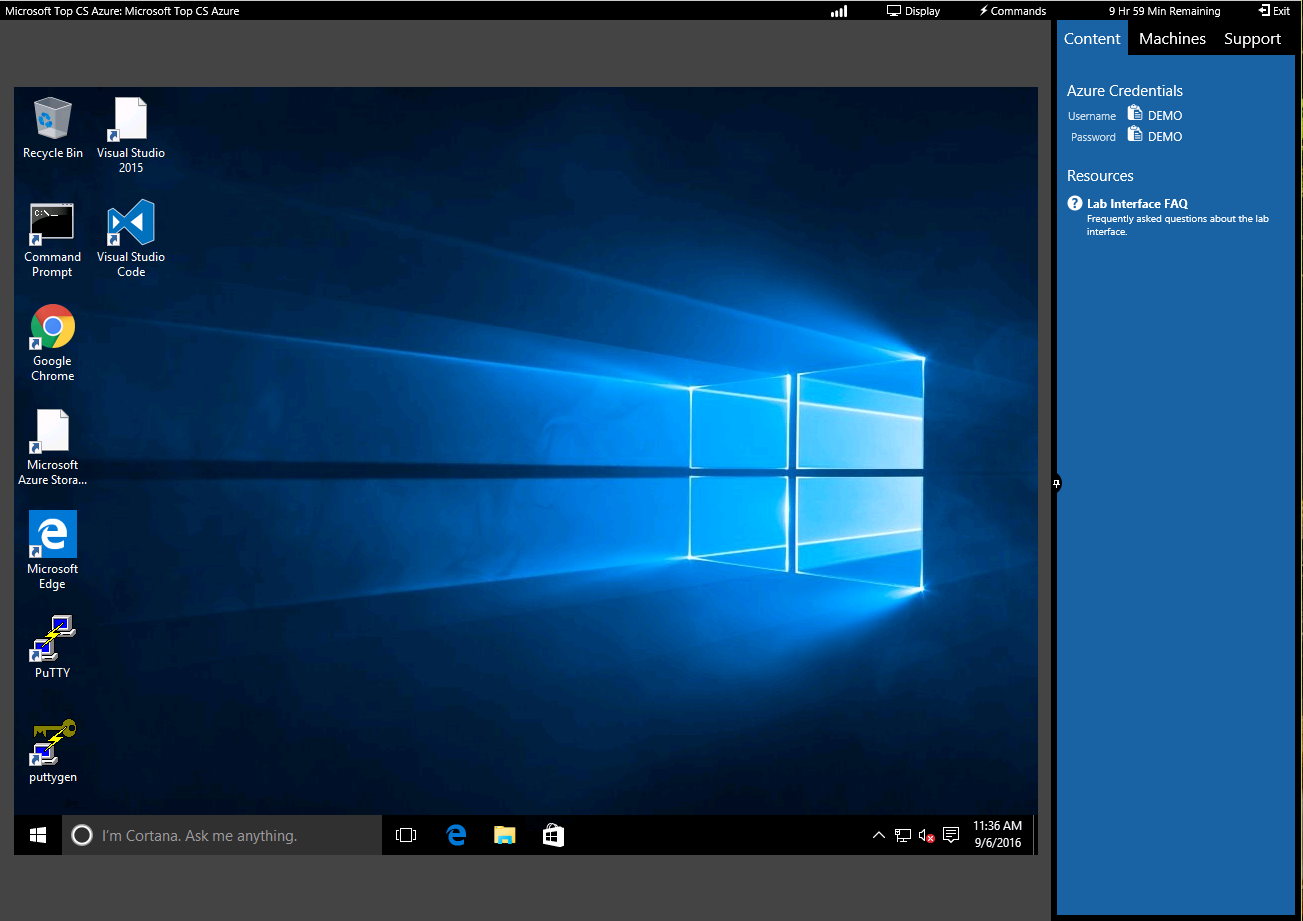 Microsoft Top CS Azure: Microsoft Top CS Azure
Display
Commands
9 Hr 59 Min Remaining
Exit
Content
Machines
Support
Azure Credentials
Username DEMO
Password DEMO
Resources
Lab Interface FAQ
Frequently asked questions about the lab
interface.
Recycle Bin
Visual Studio
2015
C:\_
Command
Prompt
Visual Studio
Code
Google
Chrome
Microsoft
Azure Stora...
Microsoft
Edge
PuTTY
puttygen
I'm Cortana. Ask me anything.
11:36 AM
9/6/2016